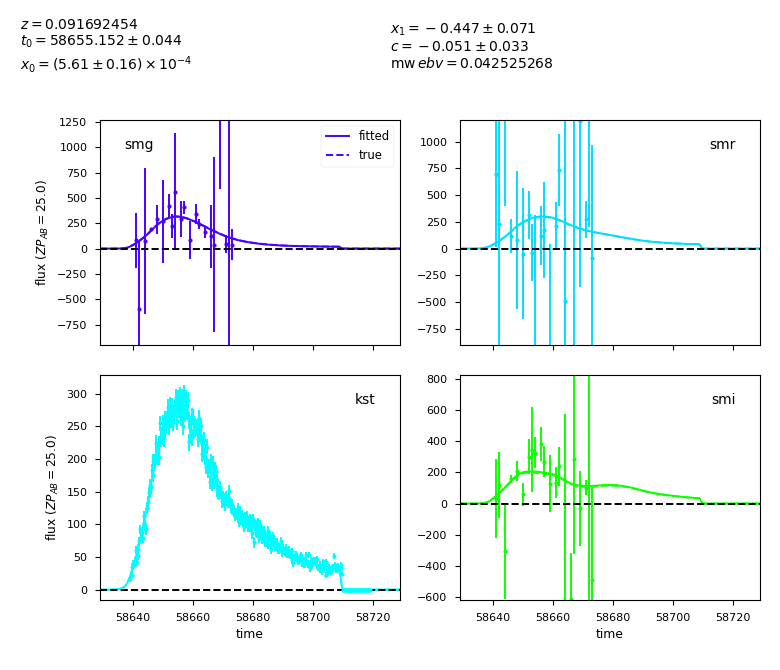 z = 0.091692454
t0 = 58655.152 ± 0.044
x0 = (5.61 ± 0.16) × 10^−4
x1 = −0.447 ± 0.071
c = −0.051 ± 0.033
mw ebv = 0.042525268
smg
fitted
true
1250
1000
750
500
250
0
−250
−500
−750
flux (ZP_AB = 25.0)
smr
1000
750
500
250
0
−250
−500
−750
kst
300
250
200
150
100
50
0
flux (ZP_AB = 25.0)
58640 58660 58680 58700 58720
time
smi
800
600
400
200
0
−200
−400
−600
58640 58660 58680 58700 58720
time